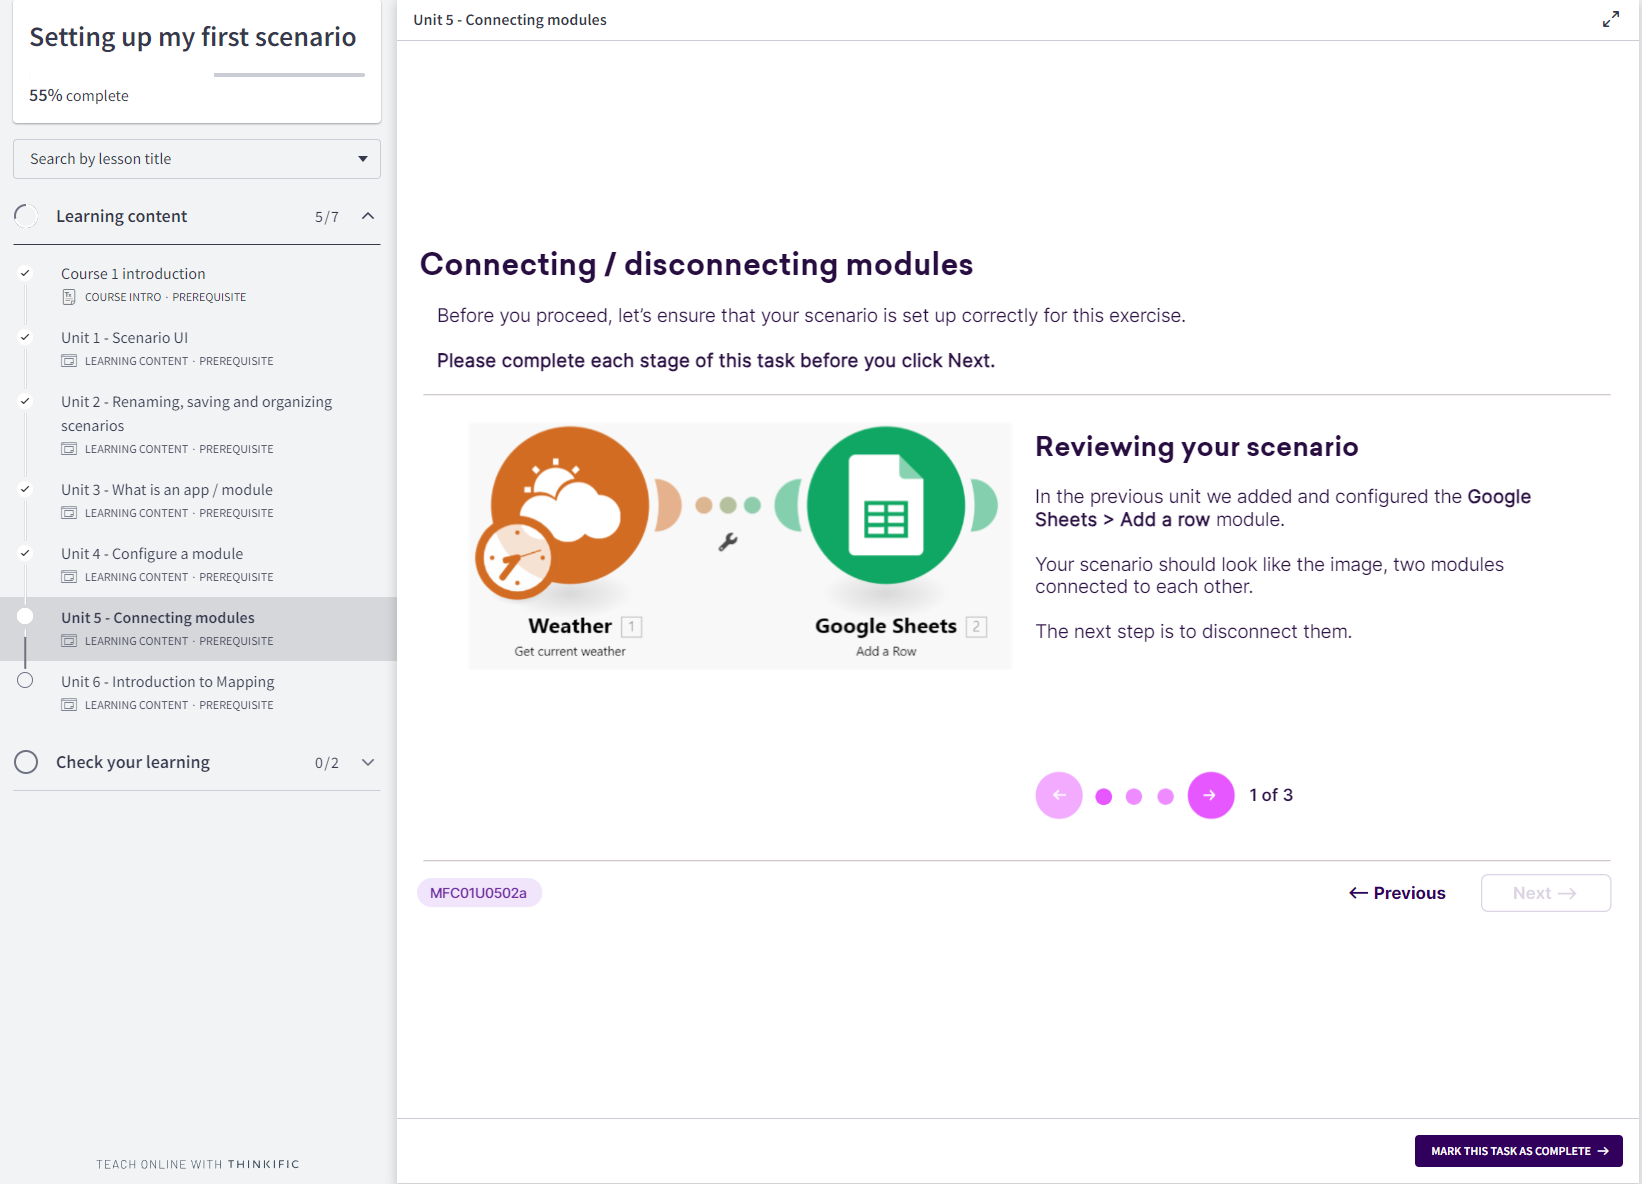 Setting up my first scenario
55% complete
Search by lesson title
Learning content 5/7
Course 1 introduction
COURSE INTRO · PREREQUISITE
Unit 1 - Scenario UI
LEARNING CONTENT · PREREQUISITE
Unit 2 - Renaming, saving and organizing
scenarios
LEARNING CONTENT · PREREQUISITE
Unit 3 - What is an app / module
LEARNING CONTENT · PREREQUISITE
Unit 4 - Configure a module
LEARNING CONTENT · PREREQUISITE
Unit 5 - Connecting modules
LEARNING CONTENT · PREREQUISITE
Unit 6 - Introduction to Mapping
LEARNING CONTENT · PREREQUISITE
Check your learning 0/2
TEACH ONLINE WITH THINKIFIC
Unit 5 - Connecting modules
Connecting / disconnecting modules
Before you proceed, let’s ensure that your scenario is set up correctly for this exercise.
Please complete each stage of this task before you click Next.
Weather 1
Get current weather
Google Sheets 2
Add a Row
Reviewing your scenario
In the previous unit we added and configured the Google
Sheets > Add a row module.
Your scenario should look like the image, two modules
connected to each other.
The next step is to disconnect them.
← → 1 of 3
MFC01U0502a
← Previous
Next →
MARK THIS TASK AS COMPLETE →